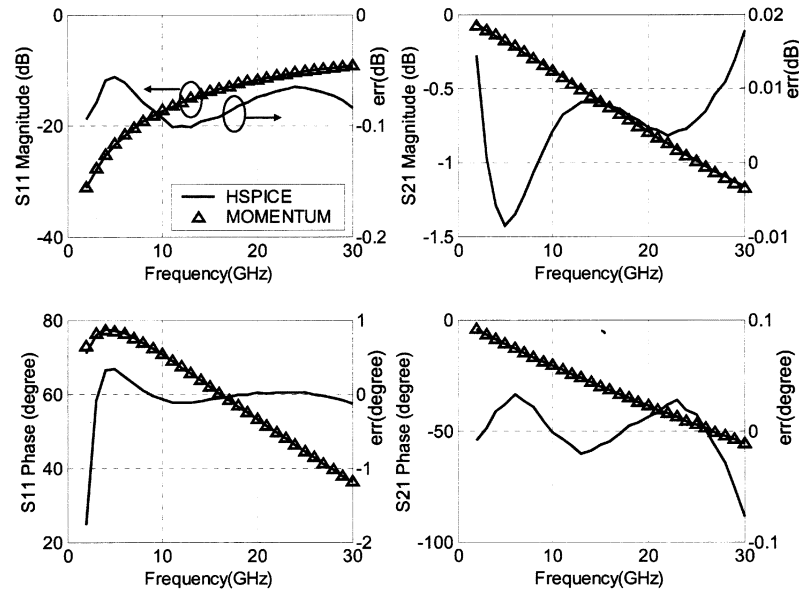 0
-20
-40
S11 Magnitude (dB)
0
-0.1
-0.2
err(dB)
HSPICE
MOMENTUM
0 10 20 30
Frequency(GHz)
0
-0.5
-1
-1.5
S21 Magnitude (dB)
0.02
0.01
0
-0.01
err(dB)
0 10 20 30
Frequency(GHz)
80
60
40
20
S11 Phase (degree)
1
0
-1
-2
err(degree)
0 10 20 30
Frequency(GHz)
0
-50
-100
S21 Phase (degree)
0.1
0
-0.1
err(degree)
0 10 20 30
Frequency(GHz)